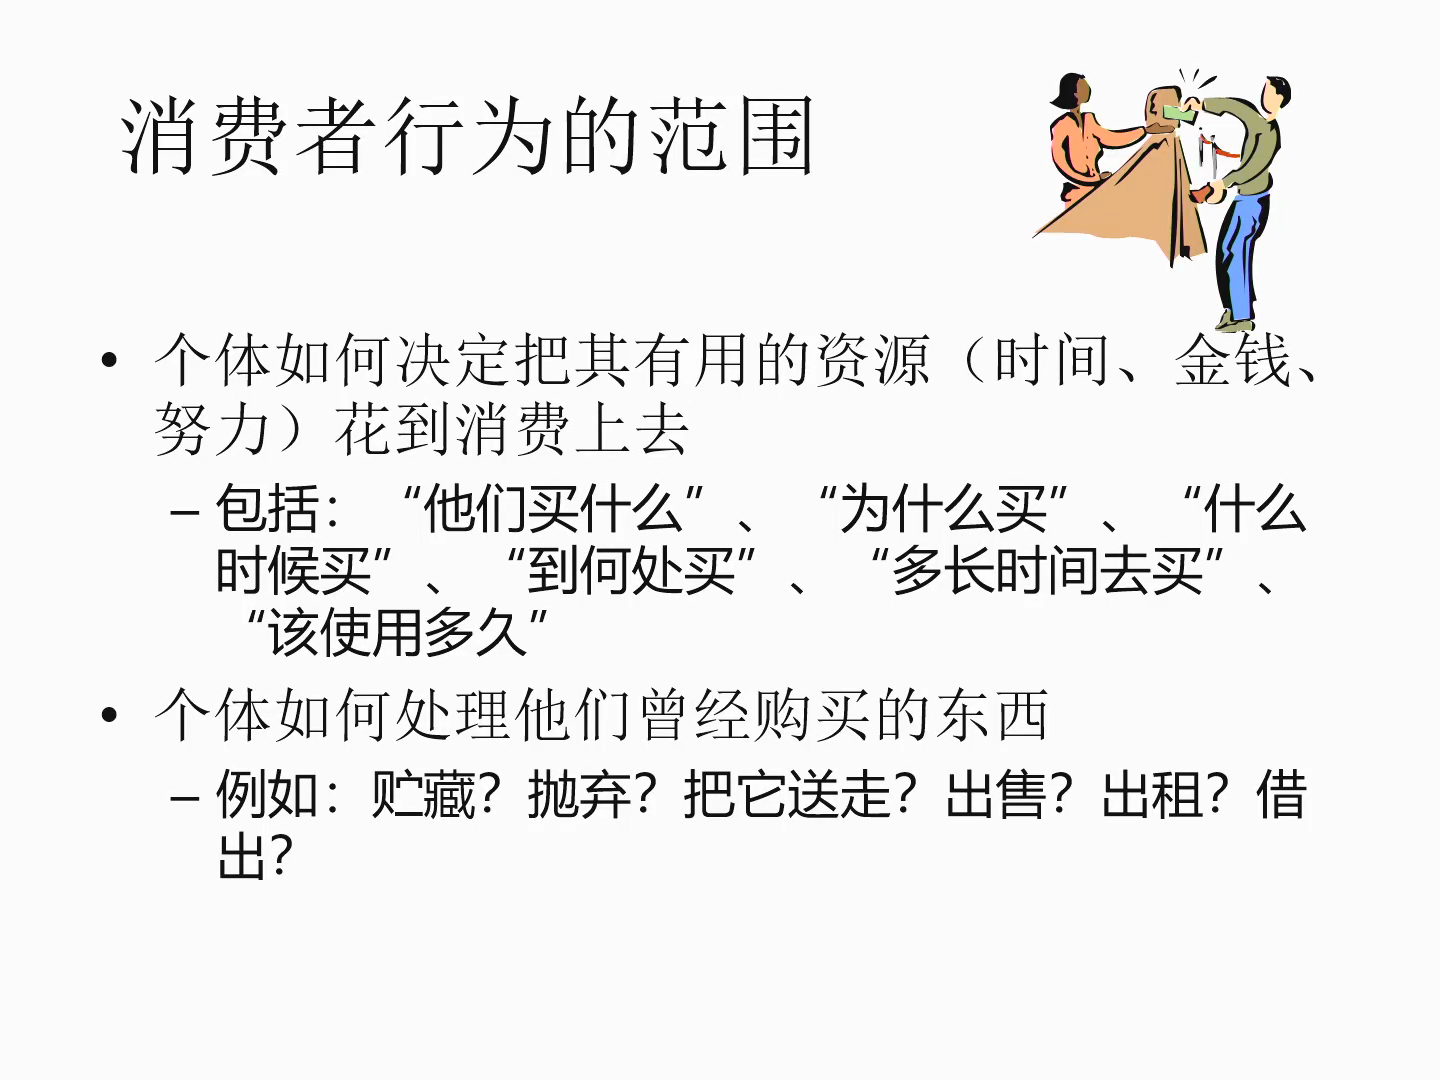 消费者行为的范围
• 个体如何决定把其有用的资源（时间、金钱、
努力）花到消费上去
– 包括：“他们买什么”、“为什么买”、“什么
时候买”、“到何处买”、“多长时间去买”、
“该使用多久”
• 个体如何处理他们曾经购买的东西
– 例如：贮藏？抛弃？把它送走？出售？出租？借
出？